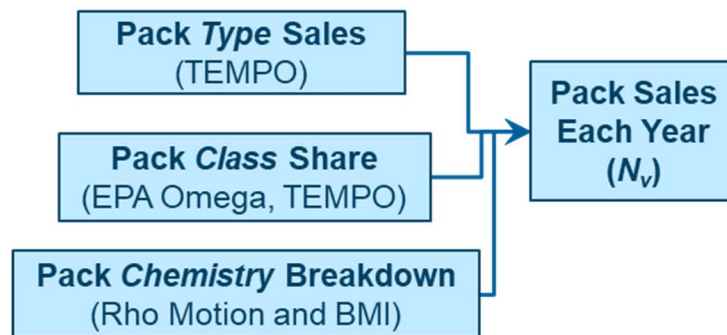 Pack Type Sales
(TEMPO)
Pack Class Share
(EPA Omega, TEMPO)
Pack Chemistry Breakdown
(Rho Motion and BMI)
Pack Sales
Each Year
(Nv)